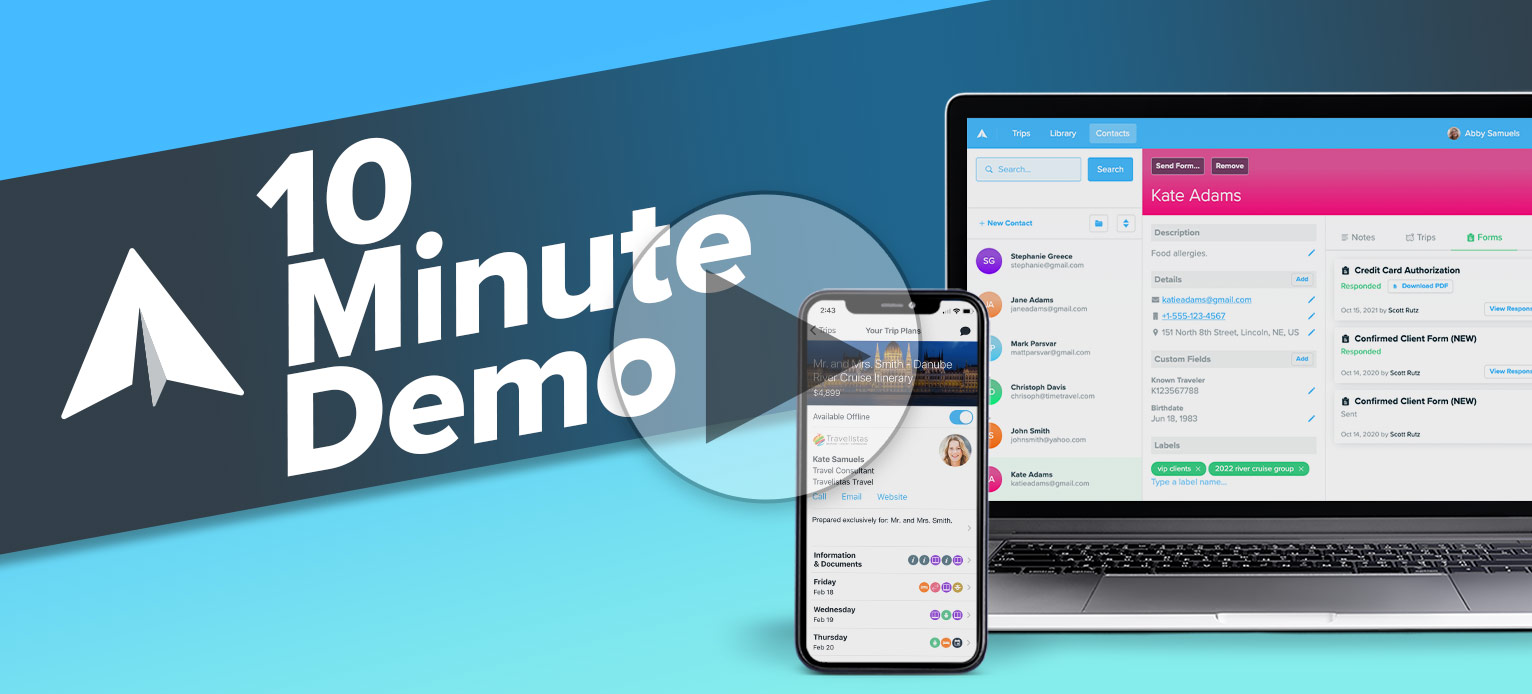 10
Minute
Demo
Trips
Library
Contacts
Abby Samuels
Search...
Search
+ New Contact
SG
Stephanie Greece
stephanie@gmail.com
JA
Jane Adams
janeadams@gmail.com
P
Mark Parsvar
mattparsvar@gmail.com
D
Christoph Davis
chrisoph@timetravel.com
S
John Smith
johnsmith@yahoo.com
A
Kate Adams
katieadams@gmail.com
Send Form...
Remove
Kate Adams
Description
Food allergies.
Details
Add
katieadams@gmail.com
+1-555-123-4567
151 North 8th Street, Lincoln, NE, US
Custom Fields
Add
Known Traveler
K123567788
Birthdate
Jun 18, 1983
Labels
vip clients ×
2022 river cruise group ×
Type a label name...
Notes
Trips
Forms
Credit Card Authorization
Responded
Download PDF
Oct 15, 2021 by Scott Rutz
View Respons
Confirmed Client Form (NEW)
Responded
Oct 14, 2020 by Scott Rutz
View Respons
Confirmed Client Form (NEW)
Sent
Oct 14, 2020 by Scott Rutz
2:43
Trips
Your Trip Plans
Mr. and Mrs. Smith - Danube
River Cruise Itinerary
$4,899
Available Offline
Travelistas
Kate Samuels
Travel Consultant
Travelistas Travel
Call
Email
Website
Prepared exclusively for: Mr. and Mrs. Smith.
Information
& Documents
Friday
Feb 18
Wednesday
Feb 19
Thursday
Feb 20